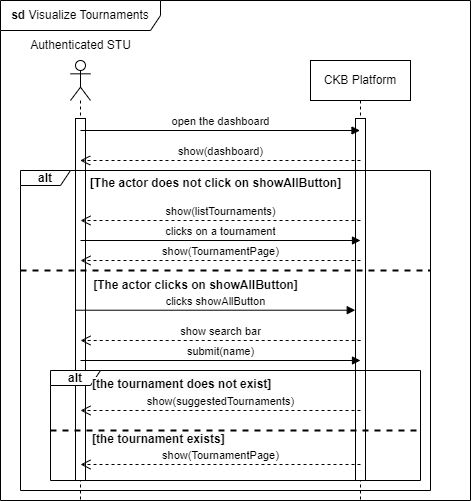 sd Visualize Tournaments
Authenticated STU
CKB Platform
open the dashboard
show(dashboard)
alt
[The actor does not click on showAllButton]
show(listTournaments)
clicks on a tournament
show(TournamentPage)
[The actor clicks on showAllButton]
clicks showAllButton
show search bar
submit(name)
alt
[the tournament does not exist]
show(suggestedTournaments)
[the tournament exists]
show(TournamentPage)